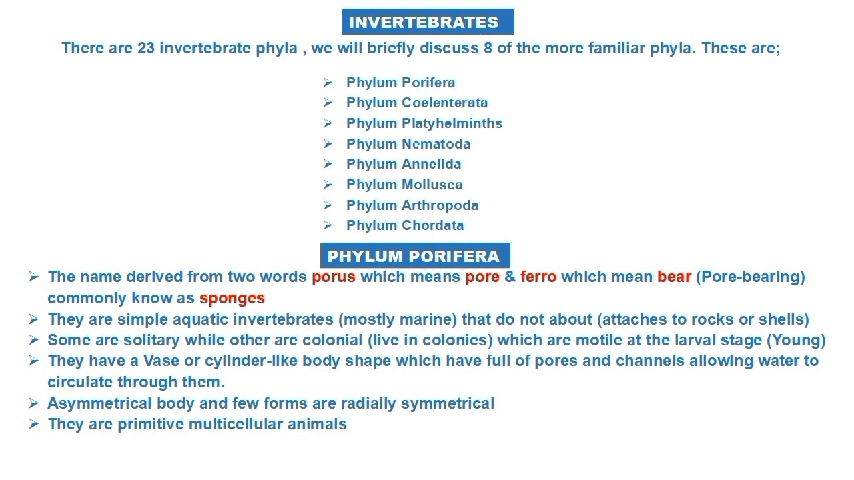 INVERTEBRATES
There are 23 invertebrate phyla , we will briefly discuss 8 of the more familiar phyla. These are;
➢ Phylum Porifera
➢ Phylum Coelenterata
➢ Phylum Platyhelminths
➢ Phylum Nematoda
➢ Phylum Annelida
➢ Phylum Mollusca
➢ Phylum Arthropoda
➢ Phylum Chordata
PHYLUM PORIFERA
➢ The name derived from two words porus which means pore & ferro which mean bear (Pore-bearing)
commonly know as sponges
➢ They are simple aquatic invertebrates (mostly marine) that do not about (attaches to rocks or shells)
➢ Some are solitary while other are colonial (live in colonies) which are motile at the larval stage (Young)
➢ They have a Vase or cylinder-like body shape which have full of pores and channels allowing water to
circulate through them.
➢ Asymmetrical body and few forms are radially symmetrical
➢ They are primitive multicellular animals